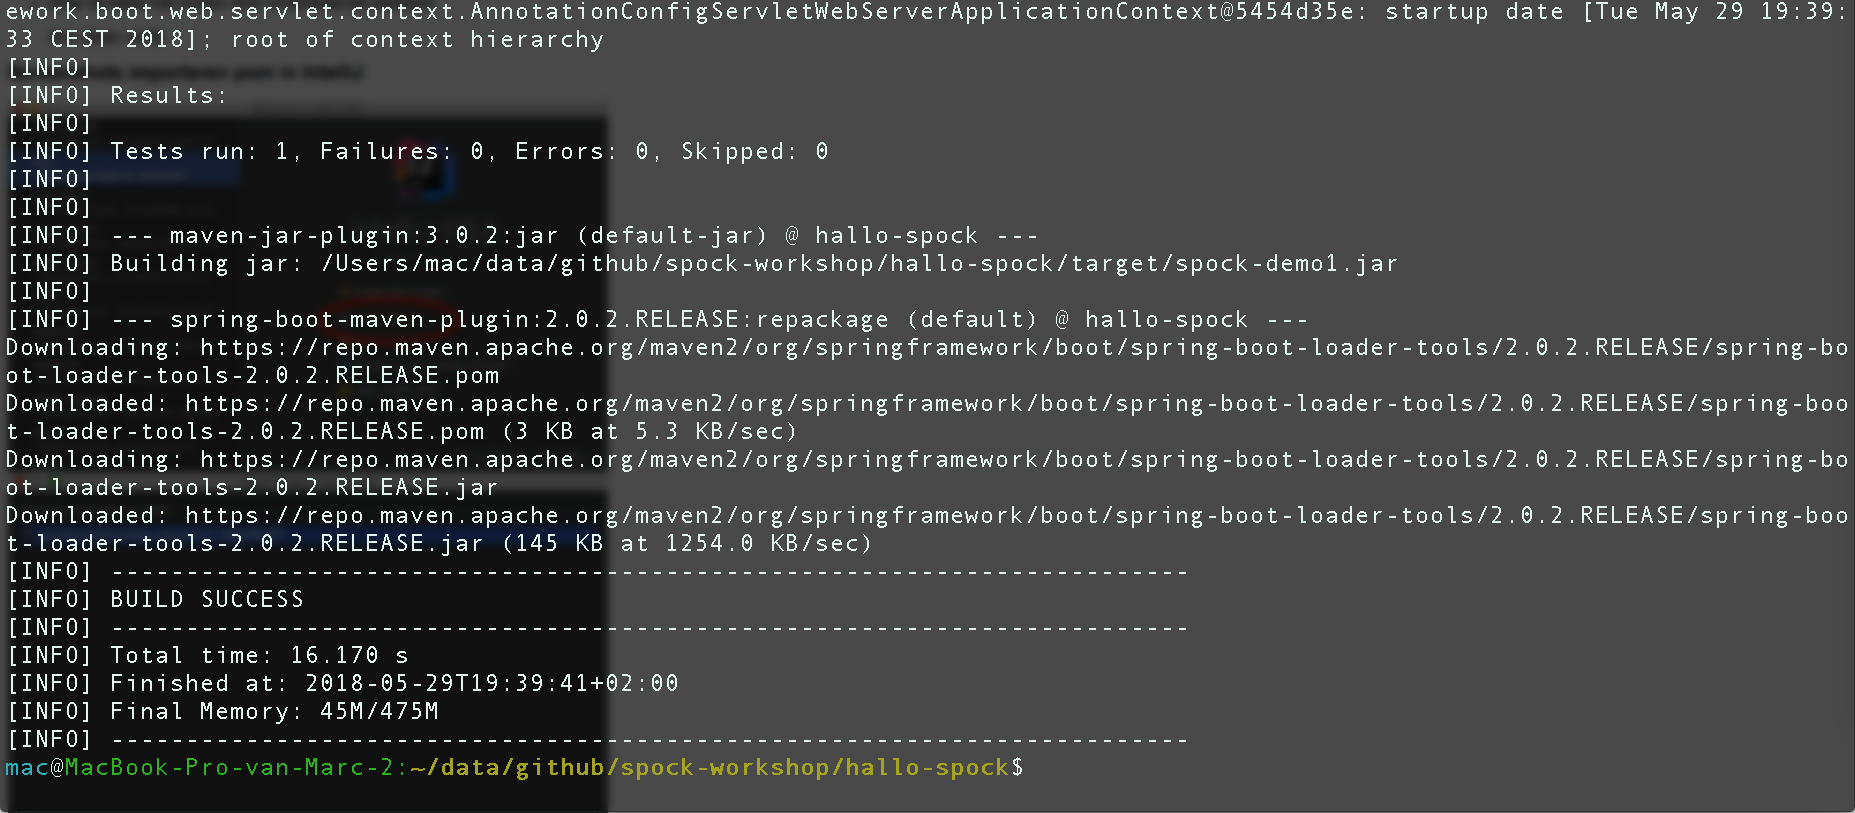 ework.boot.web.servlet.context.AnnotationConfigServletWebServerApplicationContext@5454d35e: startup date [Tue May 29 19:39:
33 CEST 2018]; root of context hierarchy
[INFO]
[INFO] Results:
[INFO]
[INFO] Tests run: 1, Failures: 0, Errors: 0, Skipped: 0
[INFO]
[INFO]
[INFO] --- maven-jar-plugin:3.0.2:jar (default-jar) @ hallo-spock ---
[INFO] Building jar: /Users/mac/data/github/spock-workshop/hallo-spock/target/spock-demo1.jar
[INFO]
[INFO] --- spring-boot-maven-plugin:2.0.2.RELEASE:repackage (default) @ hallo-spock ---
Downloading: https://repo.maven.apache.org/maven2/org/springframework/boot/spring-boot-loader-tools/2.0.2.RELEASE/spring-bo
ot-loader-tools-2.0.2.RELEASE.pom
Downloaded: https://repo.maven.apache.org/maven2/org/springframework/boot/spring-boot-loader-tools/2.0.2.RELEASE/spring-boo
t-loader-tools-2.0.2.RELEASE.pom (3 KB at 5.3 KB/sec)
Downloading: https://repo.maven.apache.org/maven2/org/springframework/boot/spring-boot-loader-tools/2.0.2.RELEASE/spring-bo
ot-loader-tools-2.0.2.RELEASE.jar
Downloaded: https://repo.maven.apache.org/maven2/org/springframework/boot/spring-boot-loader-tools/2.0.2.RELEASE/spring-boo
t-loader-tools-2.0.2.RELEASE.jar (145 KB at 1254.0 KB/sec)
[INFO] ------------------------------------------------------------------------
[INFO] BUILD SUCCESS
[INFO] ------------------------------------------------------------------------
[INFO] Total time: 16.170 s
[INFO] Finished at: 2018-05-29T19:39:41+02:00
[INFO] Final Memory: 45M/475M
[INFO] ------------------------------------------------------------------------
mac@MacBook-Pro-van-Marc-2:~/data/github/spock-workshop/hallo-spock$